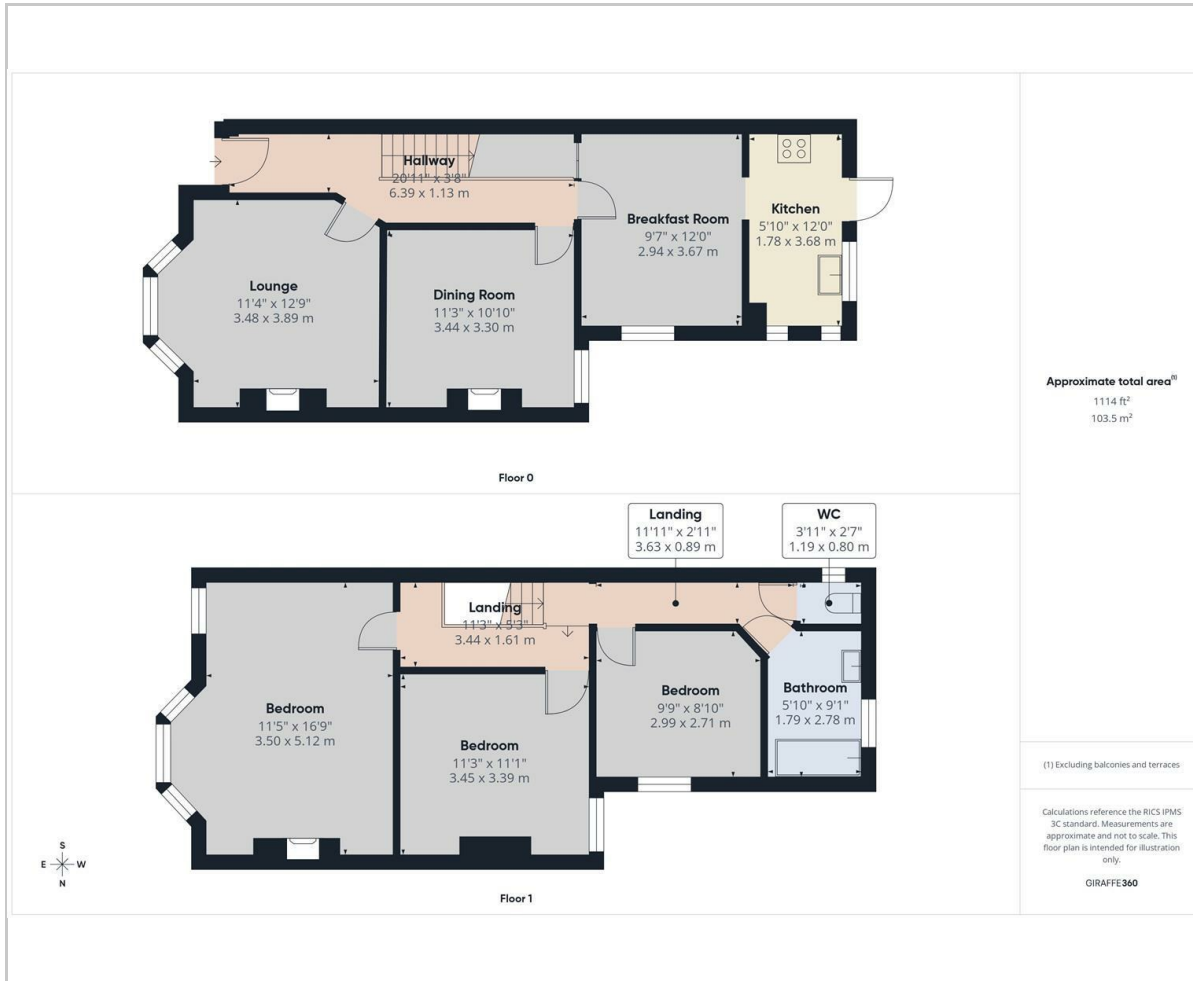 Hallway
20'11" x 3'8"
6.39 x 1.13 m
Lounge
11'4" x 12'9"
3.48 x 3.89 m
Dining Room
11'3" x 10'10"
3.44 x 3.30 m
Breakfast Room
9'7" x 12'0"
2.94 x 3.67 m
Kitchen
5'10" x 12'0"
1.78 x 3.68 m
Floor 0
Landing
11'11" x 2'11"
3.63 x 0.89 m
WC
3'11" x 2'7"
1.19 x 0.80 m
Landing
11'3" x 5'3"
3.44 x 1.61 m
Bedroom
11'5" x 16'9"
3.50 x 5.12 m
Bedroom
11'3" x 11'1"
3.45 x 3.39 m
Bedroom
9'9" x 8'10"
2.99 x 2.71 m
Bathroom
5'10" x 9'1"
1.79 x 2.78 m
S
E W
N
Floor 1
Approximate total area(1)
1114 ft²
103.5 m²
(1) Excluding balconies and terraces
Calculations reference the RICS IPMS
3C standard. Measurements are
approximate and not to scale. This
floor plan is intended for illustration
only.
GIRAFFE360